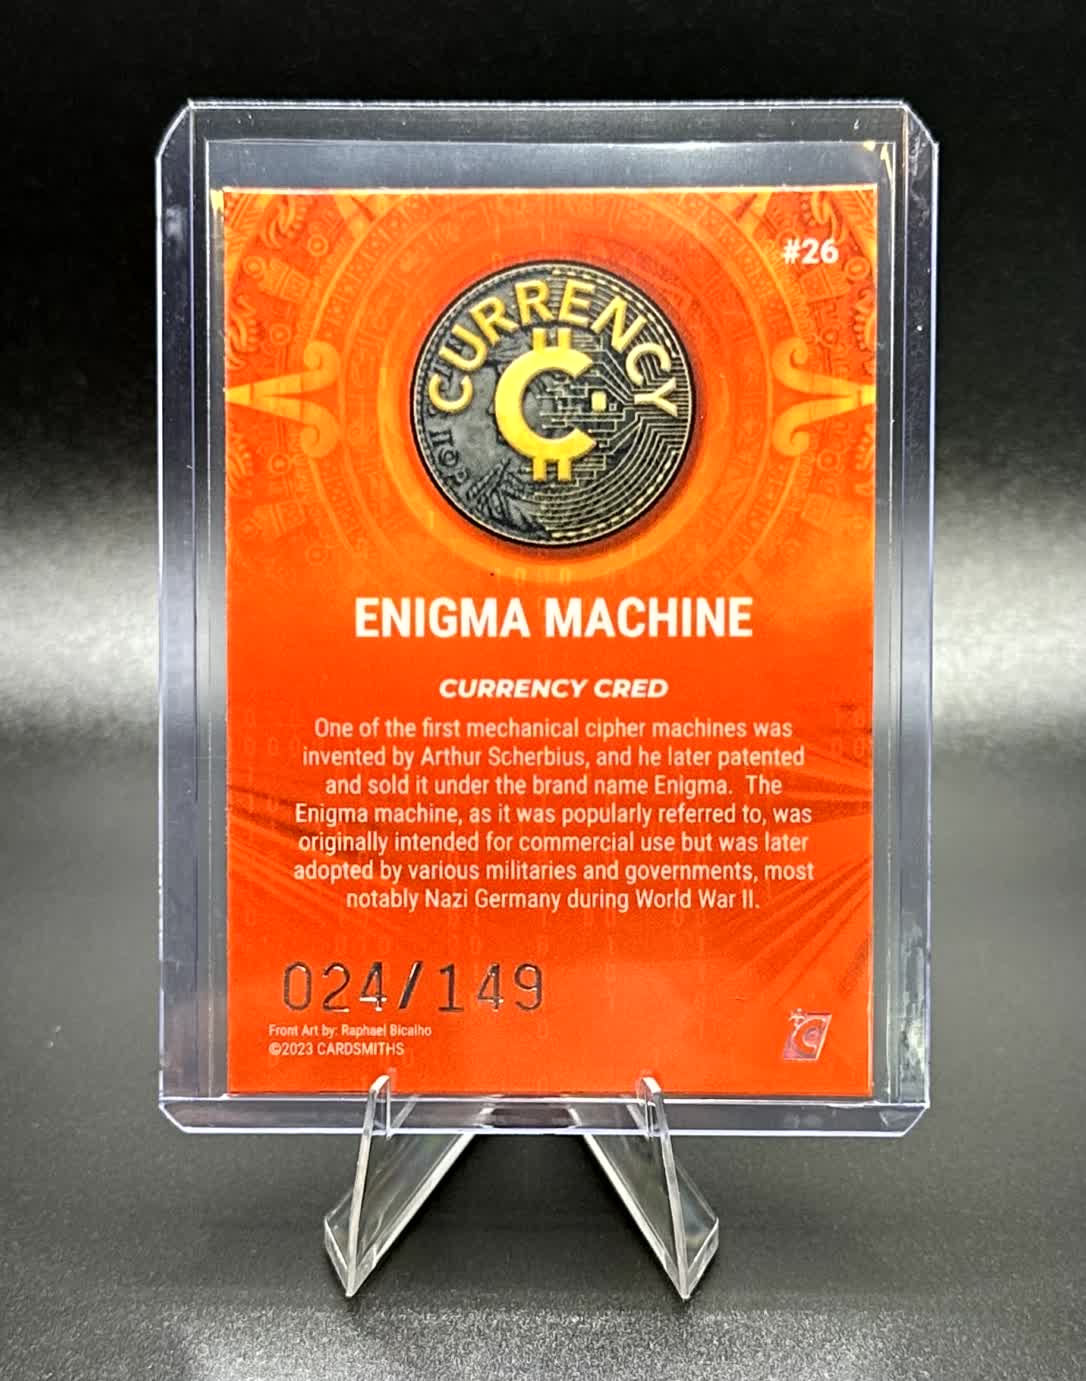 #26
CURRENCY
ENIGMA MACHINE
CURRENCY CRED
One of the first mechanical cipher machines was
invented by Arthur Scherbius, and he later patented
and sold it under the brand name Enigma. The
Enigma machine, as it was popularly referred to, was
originally intended for commercial use but was later
adopted by various militaries and governments, most
notably Nazi Germany during World War II.
024/149
Front Art by: Raphael Bicalho
©2023 CARDSMITHS